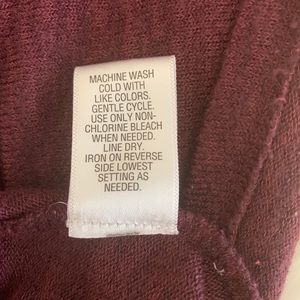 MACHINE WASH
COLD WITH
LIKE COLORS.
GENTLE CYCLE.
USE ONLY NON-
CHLORINE BLEACH
WHEN NEEDED.
LINE DRY.
IRON ON REVERSE
SIDE LOWEST
SETTING AS
NEEDED.